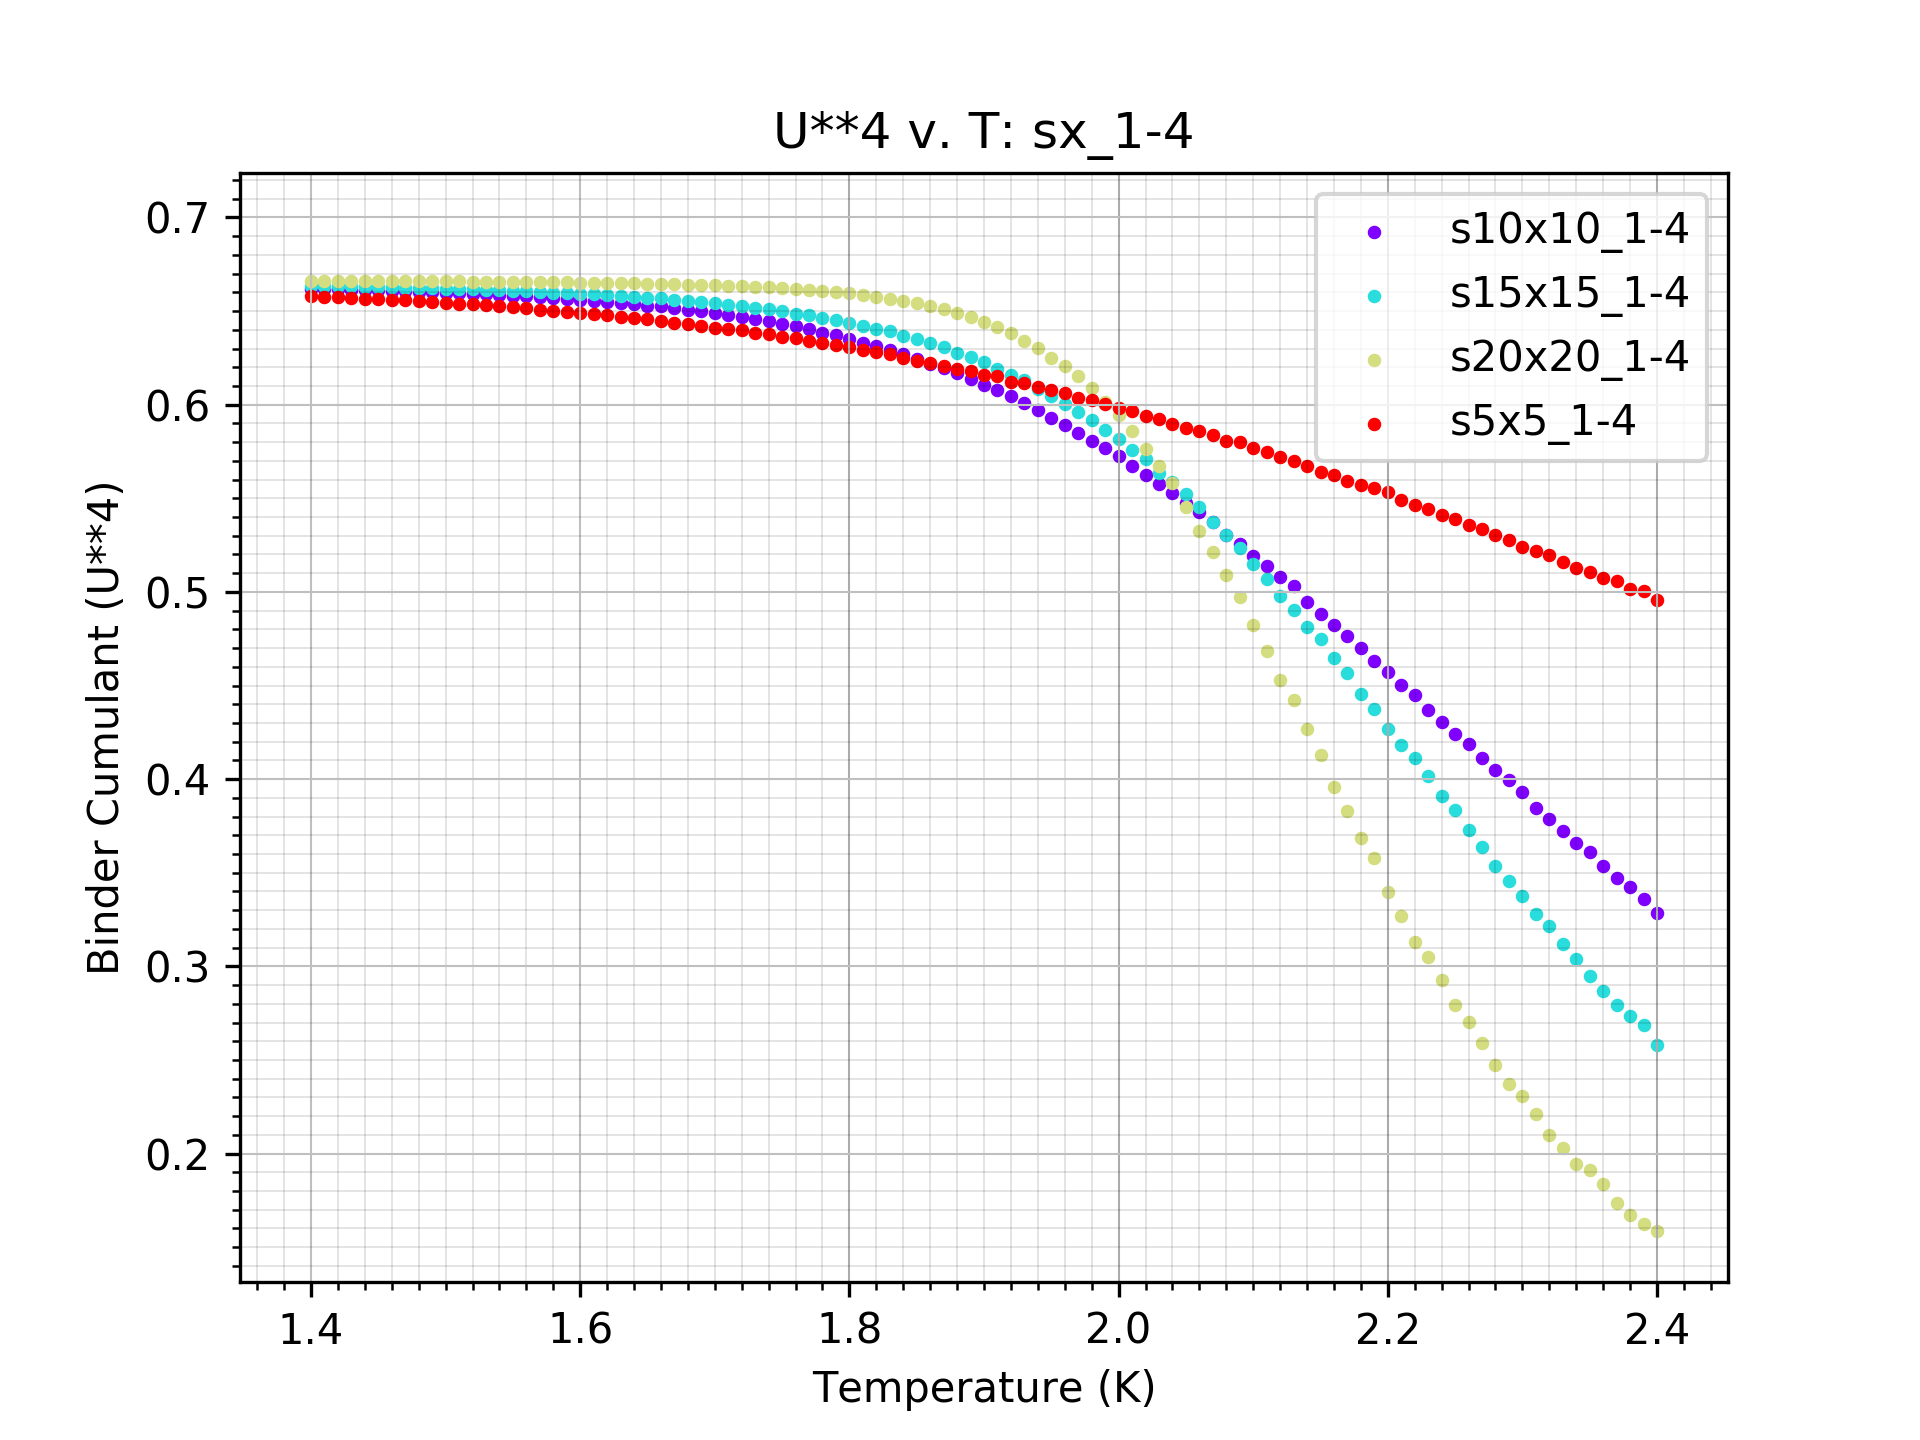 U**4 v. T: sx_1-4
s10x10_1-4
s15x15_1-4
s20x20_1-4
s5x5_1-4
Binder Cumulant (U**4)
0.7
0.6
0.5
0.4
0.3
0.2
1.4 1.6 1.8 2.0 2.2 2.4
Temperature (K)